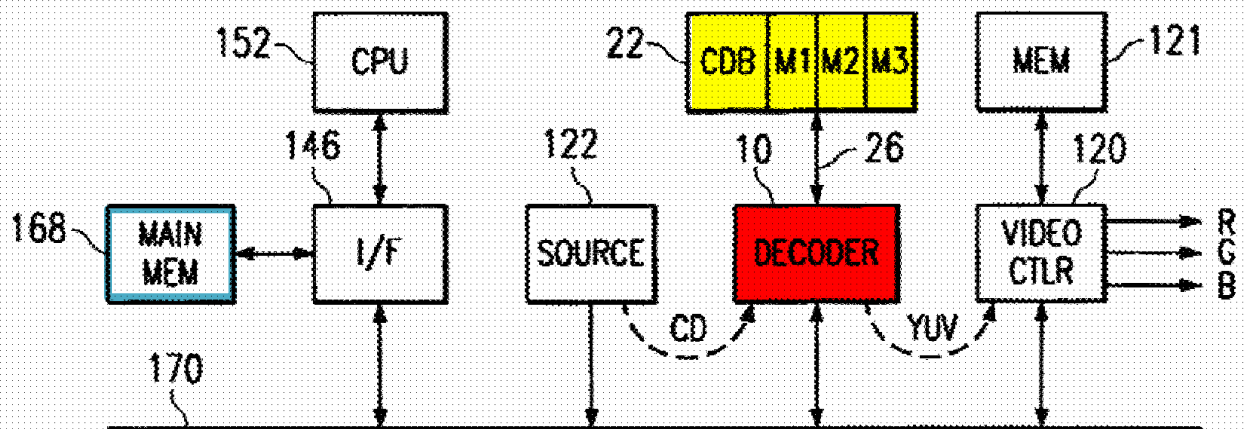 152 CPU 22 CDB M1 M2 M3 MEM 121
146 122 10 26 120
168 MAIN MEM I/F SOURCE DECODER VIDEO CTLR R
G
B
CD YUV
170